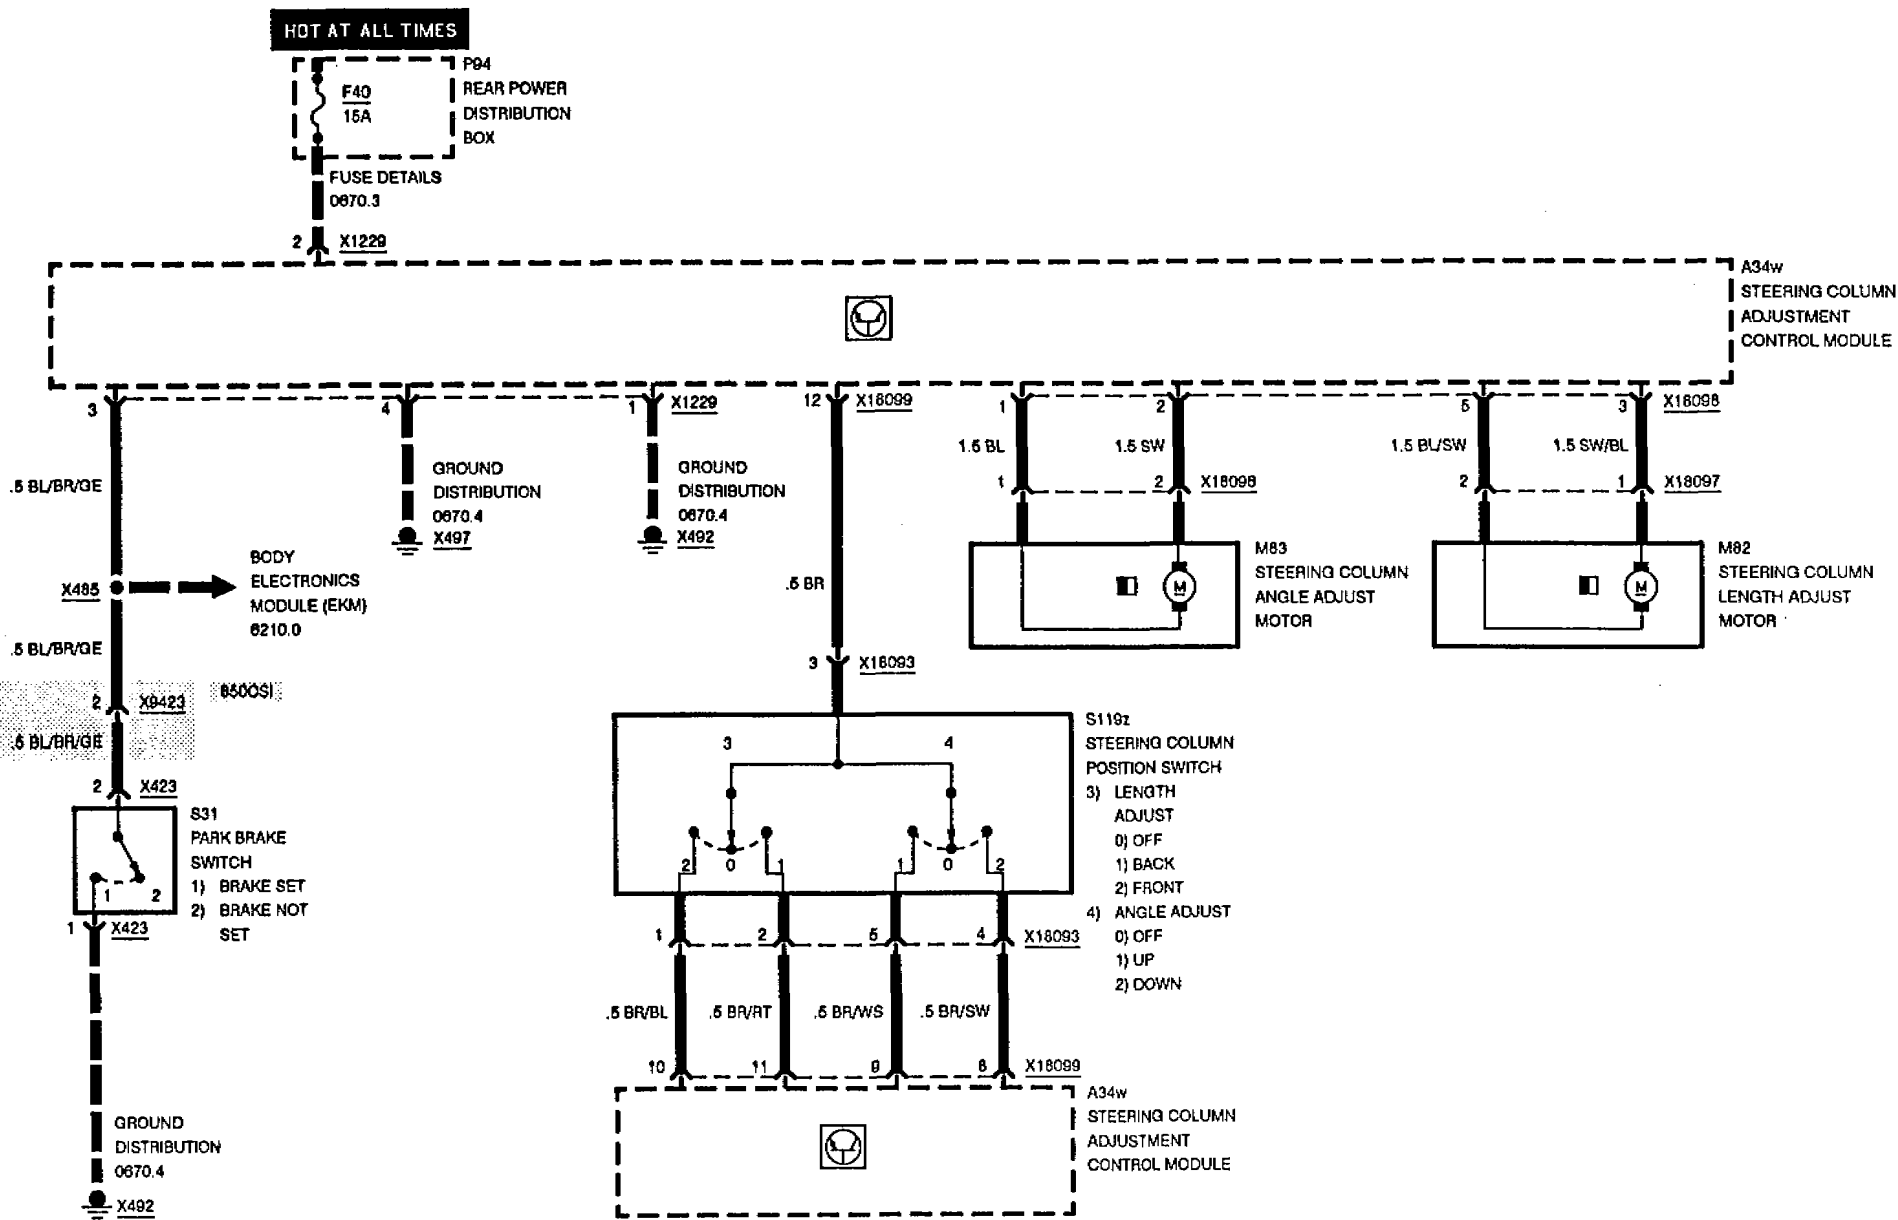 HOT AT ALL TIMES
P94
REAR POWER
DISTRIBUTION
BOX
F40
15A
FUSE DETAILS
0670.3
2 X1229
A34w
STEERING COLUMN
ADJUSTMENT
CONTROL MODULE
3 4 1 X1229 12 X18099 1 2 5 3 X18098
.5 BL/BR/GE
GROUND
DISTRIBUTION
0670.4
X497
GROUND
DISTRIBUTION
0670.4
X492
1.5 BL 1.5 SW 1.5 BL/SW 1.5 SW/BL
1 2 X18096 2 1 X18097
BODY
ELECTRONICS
MODULE (EKM)
6210.0
X485
.5 BR
M83
STEERING COLUMN
ANGLE ADJUST
MOTOR
M
M82
STEERING COLUMN
LENGTH ADJUST
MOTOR
M
.5 BL/BR/GE
3 X18093
850CSI
2 X9423
.5 BL/BR/GE
2 X423
S31
PARK BRAKE
SWITCH
1) BRAKE SET
2) BRAKE NOT
SET
1 2
1 X423
3 4
2 0 1 1 0 2
S119z
STEERING COLUMN
POSITION SWITCH
3) LENGTH
ADJUST
0) OFF
1) BACK
2) FRONT
4) ANGLE ADJUST
0) OFF
1) UP
2) DOWN
1 2 5 4 X18093
.5 BR/BL .5 BR/RT .5 BR/WS .5 BR/SW
10 11 9 8 X18099
A34w
STEERING COLUMN
ADJUSTMENT
CONTROL MODULE
GROUND
DISTRIBUTION
0670.4
X492